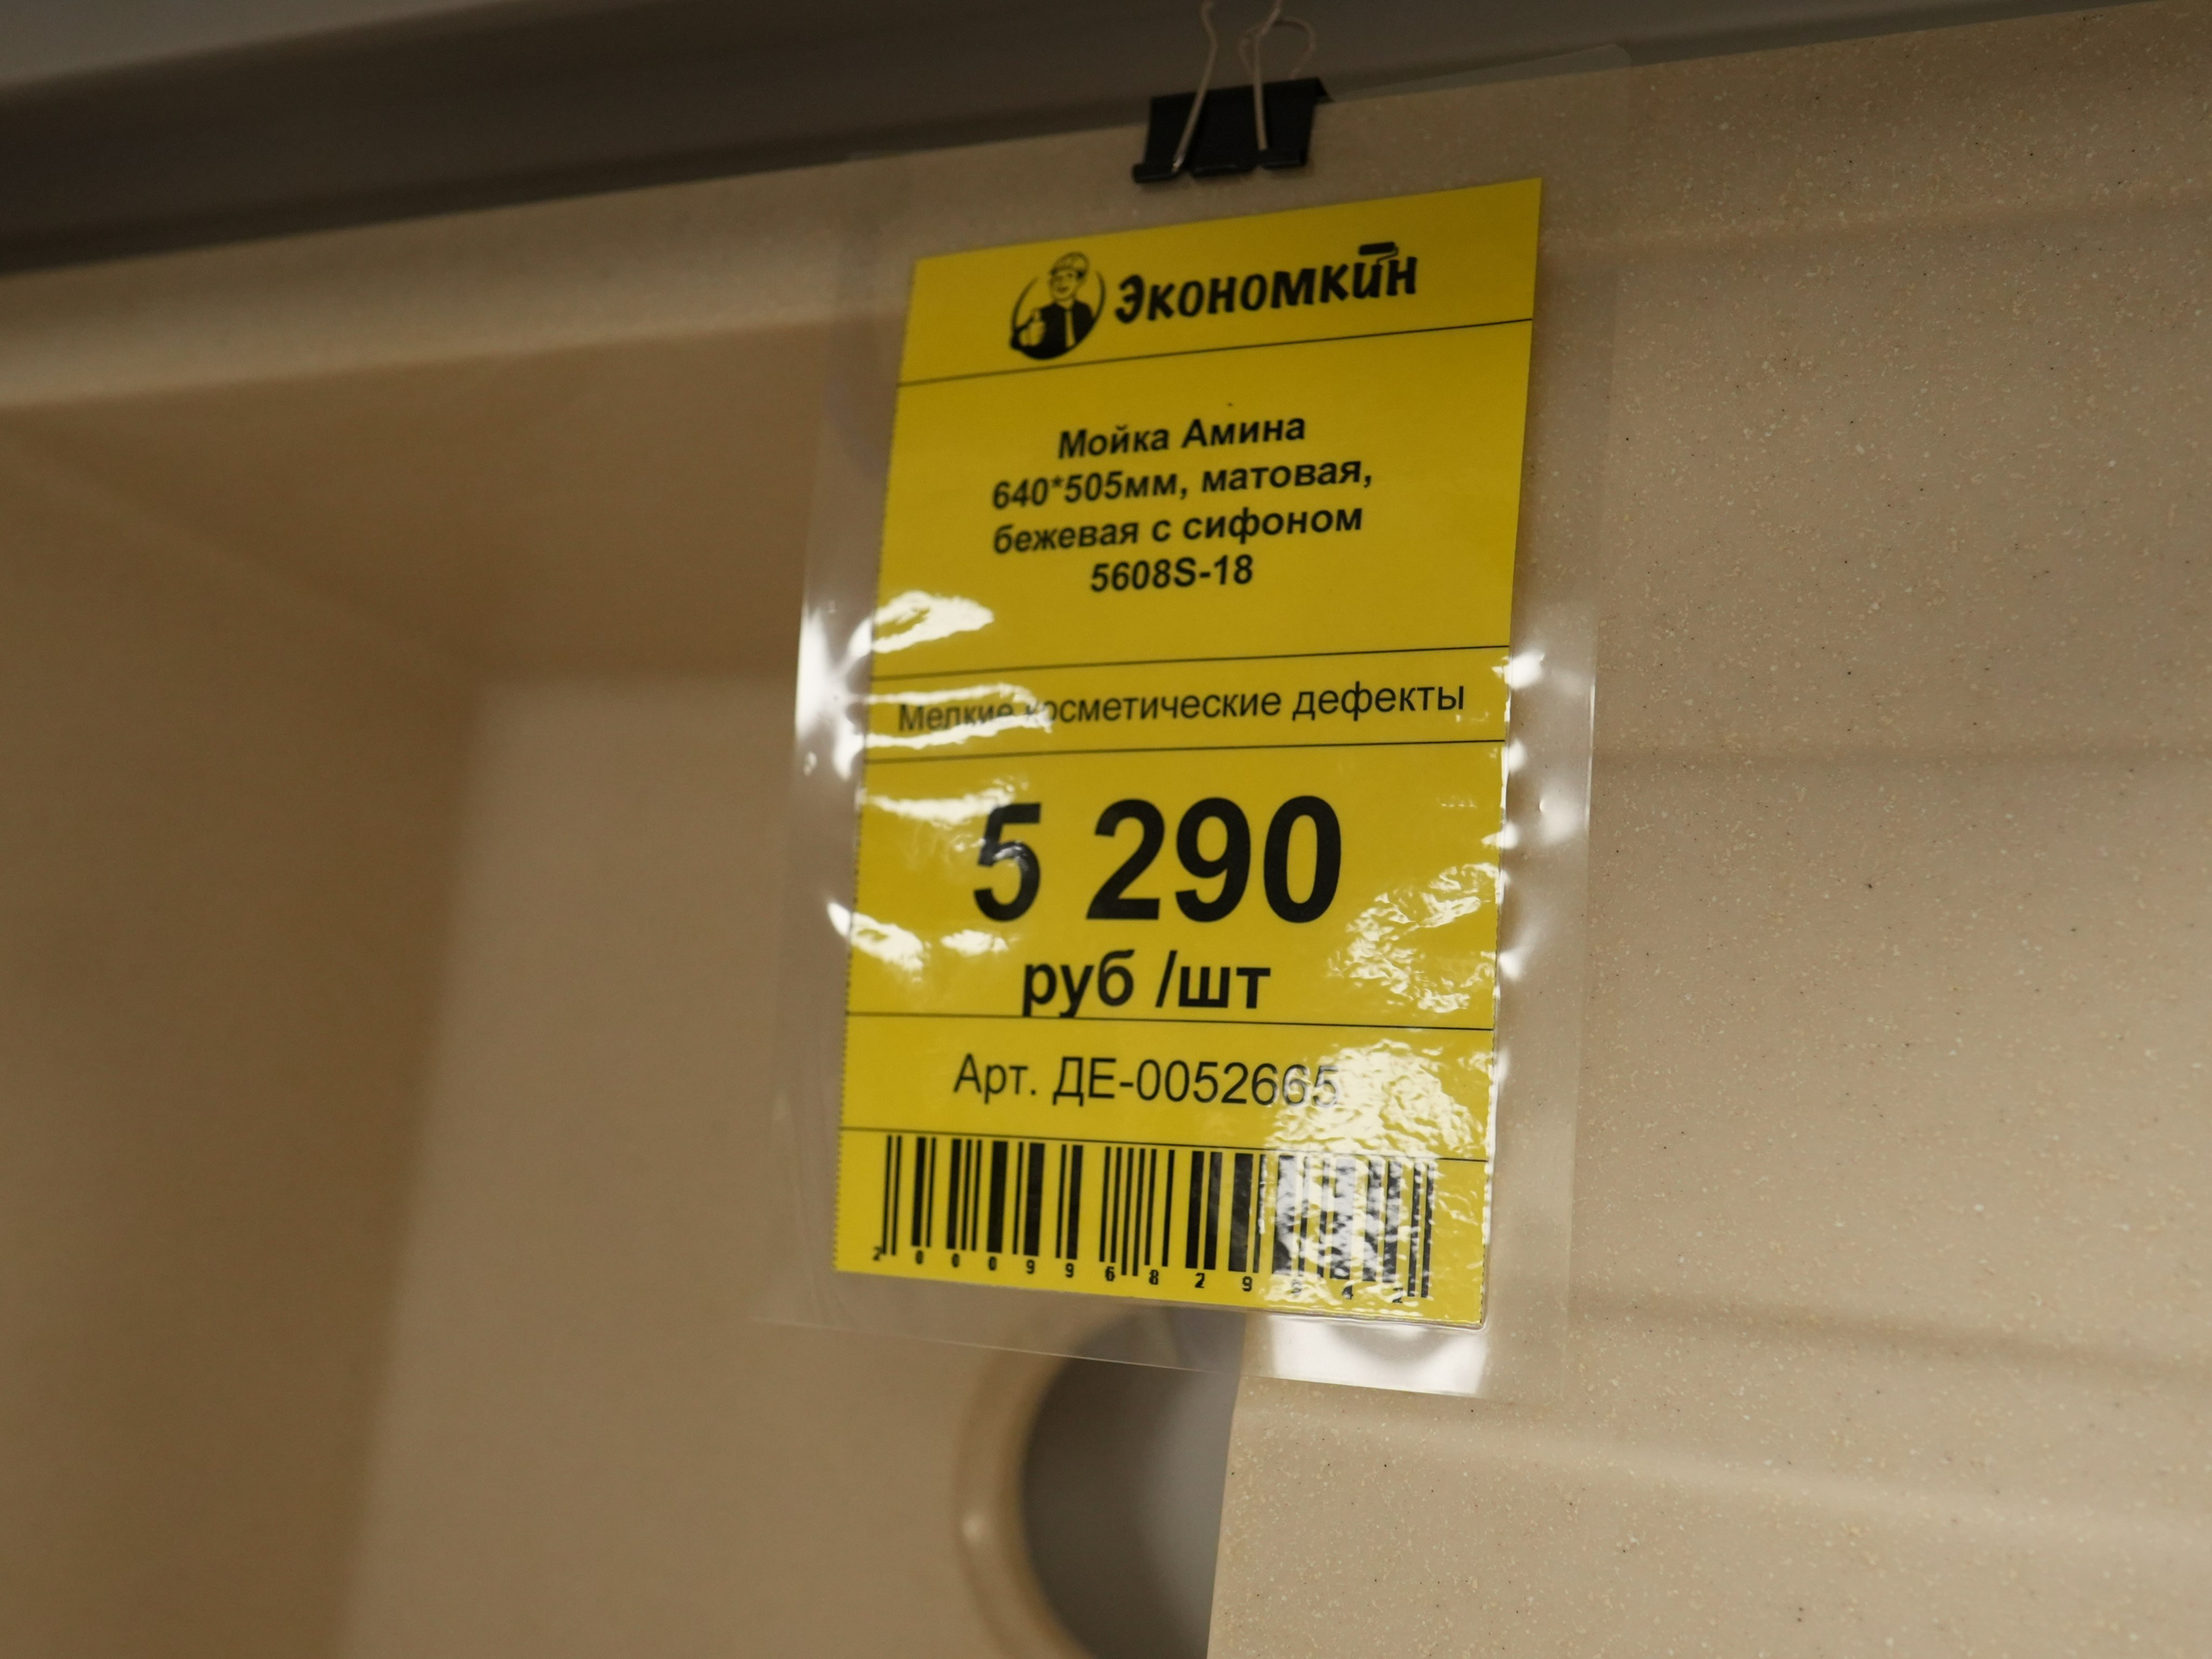 Экономкин
Мойка Амина
640*505мм, матовая,
бежевая с сифоном
5608S-18
Мелкие косметические дефекты
5 290
руб /шт
Арт. ДЕ-0052665